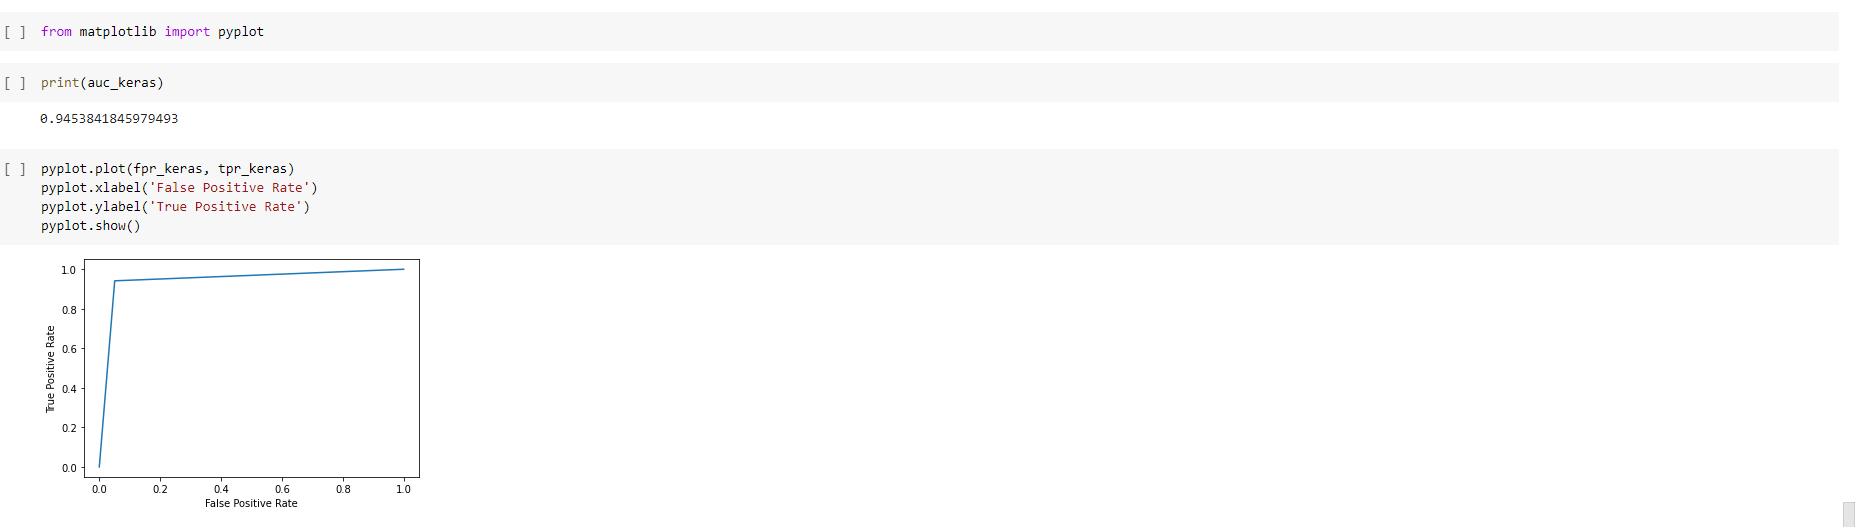 [ ] from matplotlib import pyplot
[ ] print(auc_keras)
0.9453841845979493
[ ] pyplot.plot(fpr_keras, tpr_keras)
pyplot.xlabel('False Positive Rate')
pyplot.ylabel('True Positive Rate')
pyplot.show()
True Positive Rate
1.0
0.8
0.6
0.4
0.2
0.0
0.0 0.2 0.4 0.6 0.8 1.0
False Positive Rate